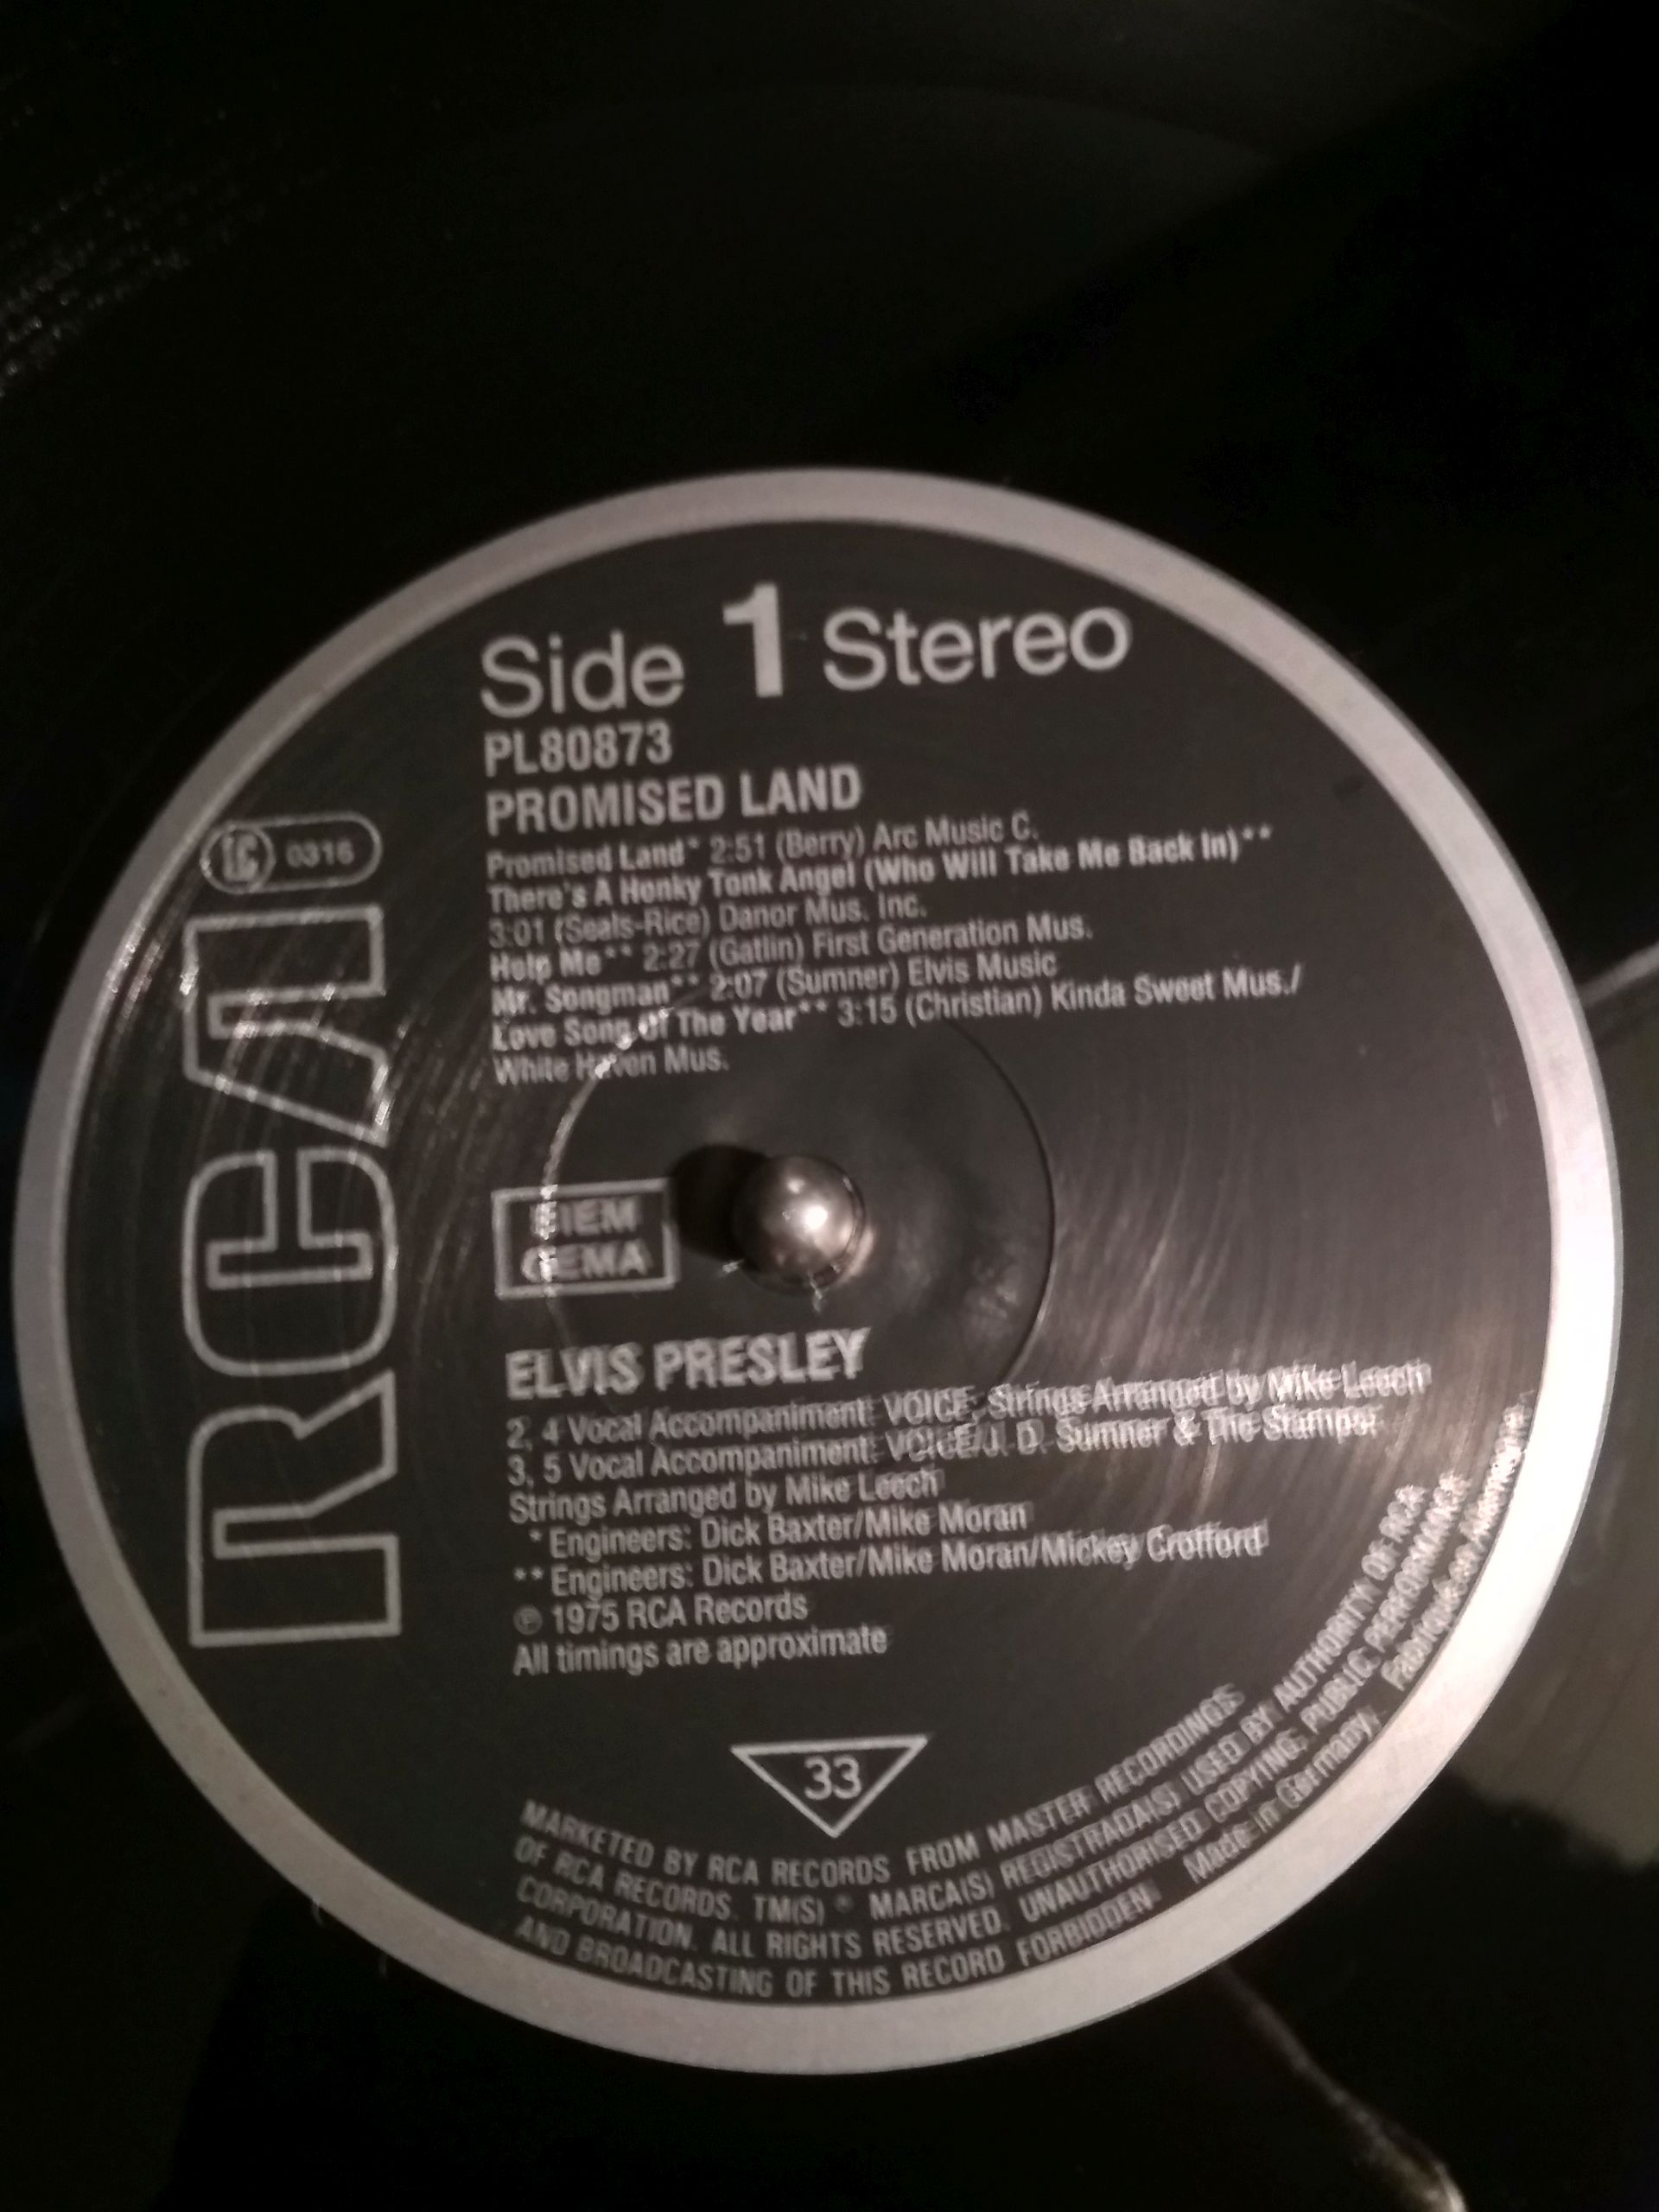 Side 1 Stereo
PL80873
PROMISED LAND
Promised Land* 2:51 (Berry) Arc Music C.
There's A Honky Tonk Angel (Who Will Take Me Back In)**
3:01 (Seals-Rice) Danor Mus. Inc.
Help Me** 2:27 (Gatlin) First Generation Mus.
Mr. Songman** 2:07 (Sumner) Elvis Music
Love Song Of The Year** 3:15 (Christian) Kinda Sweet Mus./
White Haven Mus.
LC 0316
RCA
BIEM
GEMA
ELVIS PRESLEY
2, 4 Vocal Accompaniment: VOICE, Strings Arranged by Mike Leech
3, 5 Vocal Accompaniment: VOICE/J. D. Sumner & The Stamps,
Strings Arranged by Mike Leech
* Engineers: Dick Baxter/Mike Moran
** Engineers: Dick Baxter/Mike Moran/Mickey Crofford
℗ 1975 RCA Records
All timings are approximate
33
MARKETED BY RCA RECORDS FROM MASTER RECORDINGS
OF RCA RECORDS. TM(S) ® MARCA(S) REGISTRADA(S) USED BY AUTHORITY OF RCA
CORPORATION. ALL RIGHTS RESERVED. UNAUTHORISED COPYING, PUBLIC PERFORMANCE
AND BROADCASTING OF THIS RECORD FORBIDDEN. Made in Germany. Fabriqué en Allemagne.